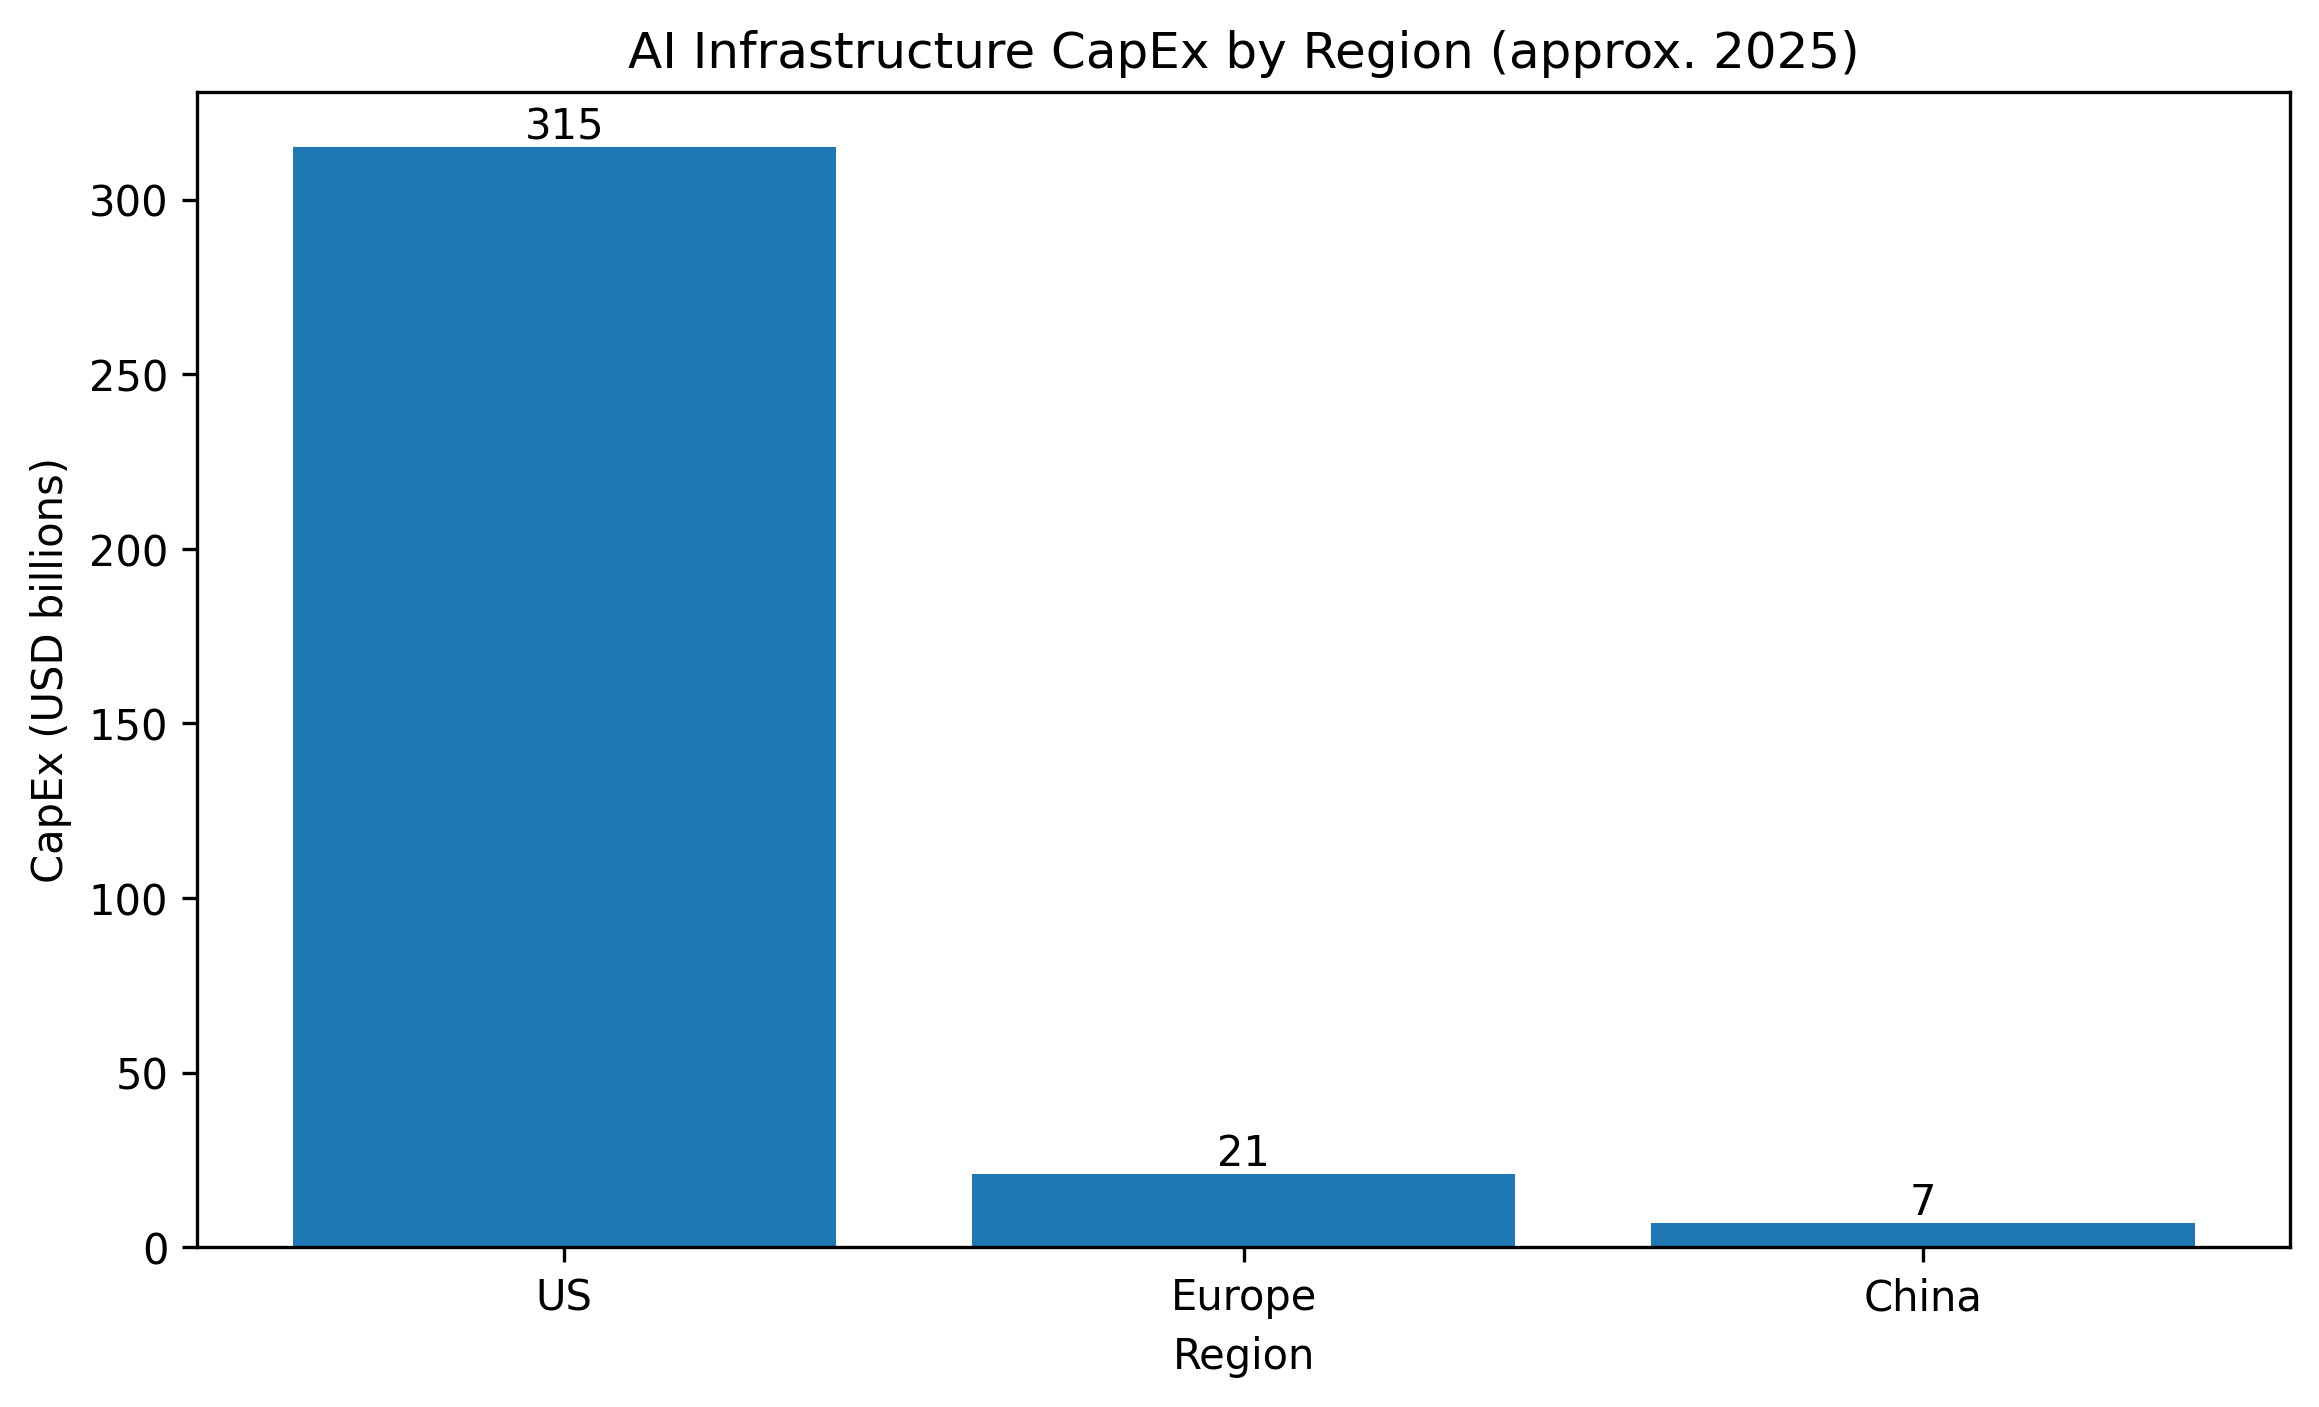 AI Infrastructure CapEx by Region (approx. 2025)
CapEx (USD billions)
300
250
200
150
100
50
0
315
21
7
US
Europe
China
Region